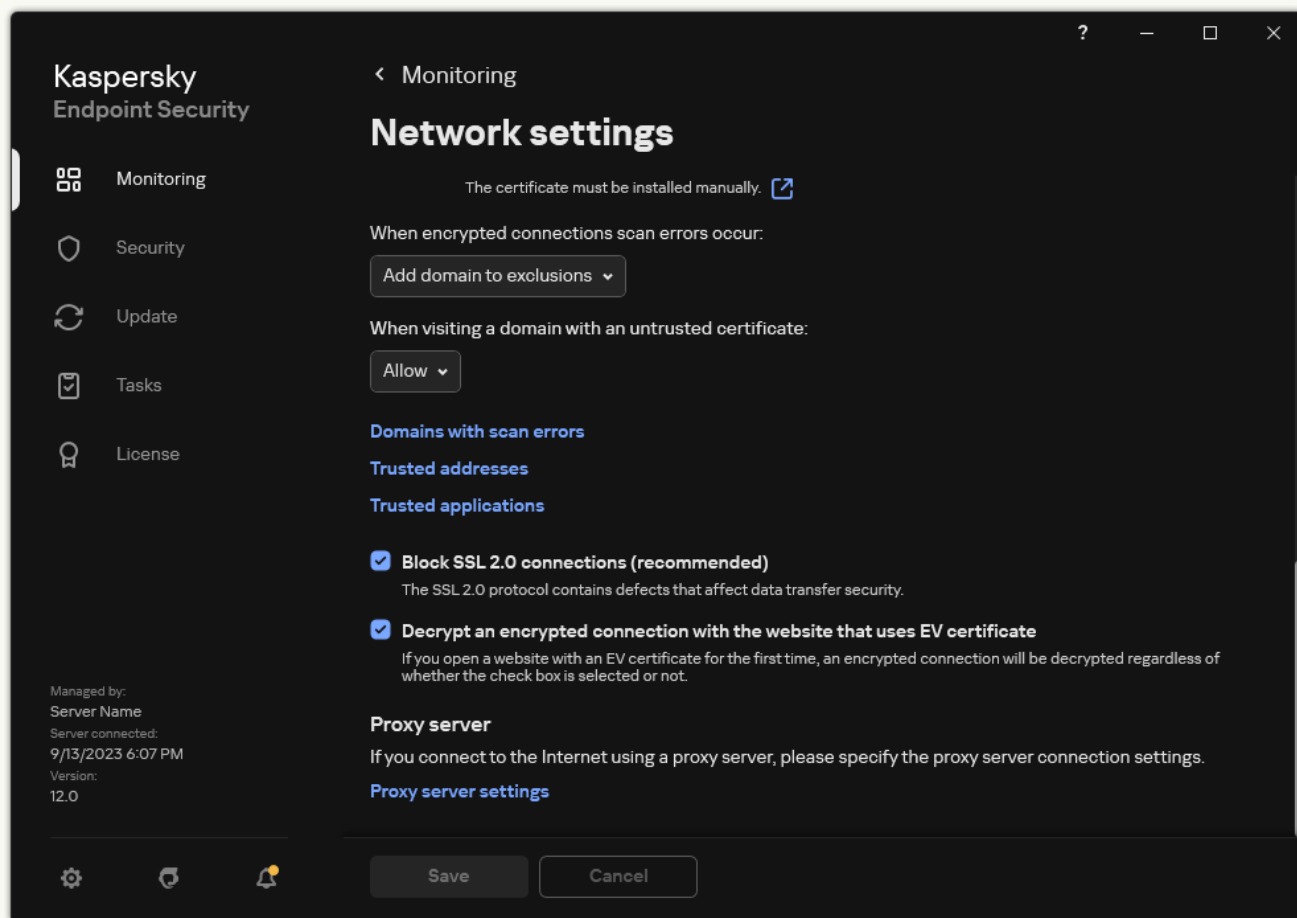 ?
Kaspersky
Endpoint Security
Monitoring
Security
Update
Tasks
License
Managed by:
Server Name
Server connected:
9/13/2023 6:07 PM
Version:
12.0
Monitoring
Network settings
The certificate must be installed manually.
When encrypted connections scan errors occur:
Add domain to exclusions
When visiting a domain with an untrusted certificate:
Allow
Domains with scan errors
Trusted addresses
Trusted applications
Block SSL 2.0 connections (recommended)
The SSL 2.0 protocol contains defects that affect data transfer security.
Decrypt an encrypted connection with the website that uses EV certificate
If you open a website with an EV certificate for the first time, an encrypted connection will be decrypted regardless of
whether the check box is selected or not.
Proxy server
If you connect to the Internet using a proxy server, please specify the proxy server connection settings.
Proxy server settings
Save
Cancel